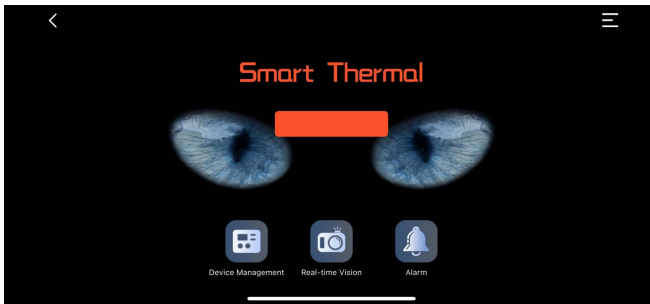 Smart Thermal
Device Management
Real-time Vision
Alarm